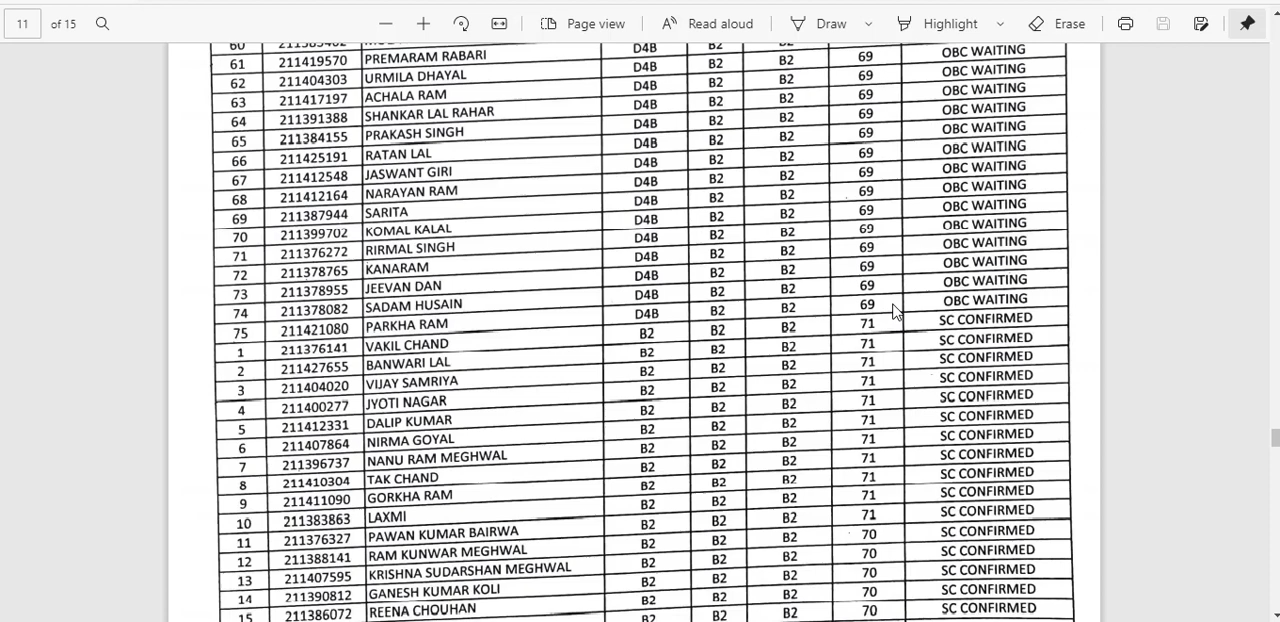 11 of 15 Page view Read aloud Draw Highlight Erase
60
61 211419570 PREMARAM RABARI D4B B2 B2
62 211404303 URMILA DHAYAL D4B B2 B2 69 OBC WAITING
63 211417197 ACHALA RAM D4B B2 B2 69 OBC WAITING
64 211391388 SHANKAR LAL RAHAR D4B B2 B2 69 OBC WAITING
65 211384155 PRAKASH SINGH D4B B2 B2 69 OBC WAITING
66 211425191 RATAN LAL D4B B2 B2 69 OBC WAITING
67 211412548 JASWANT GIRI D4B B2 B2 69 OBC WAITING
68 211412164 NARAYAN RAM D4B B2 B2 69 OBC WAITING
69 211387944 SARITA D4B B2 B2 69 OBC WAITING
70 211399702 KOMAL KALAL D4B B2 B2 69 OBC WAITING
71 211376272 RIRMAL SINGH D4B B2 B2 69 OBC WAITING
72 211378765 KANARAM D4B B2 B2 69 OBC WAITING
73 211378955 JEEVAN DAN D4B B2 B2 69 OBC WAITING
74 211378082 SADAM HUSAIN D4B B2 B2 69 OBC WAITING
75 211421080 PARKHA RAM D4B B2 B2 69 OBC WAITING
1 211376141 VAKIL CHAND B2 B2 B2 71 SC CONFIRMED
2 211427655 BANWARI LAL B2 B2 B2 71 SC CONFIRMED
3 211404020 VIJAY SAMRIYA B2 B2 B2 71 SC CONFIRMED
4 211400277 JYOTI NAGAR B2 B2 B2 71 SC CONFIRMED
5 211412331 DALIP KUMAR B2 B2 B2 71 SC CONFIRMED
6 211407864 NIRMA GOYAL B2 B2 B2 71 SC CONFIRMED
7 211396737 NANU RAM MEGHWAL B2 B2 B2 71 SC CONFIRMED
8 211410304 TAK CHAND B2 B2 B2 71 SC CONFIRMED
9 211411090 GORKHA RAM B2 B2 B2 71 SC CONFIRMED
10 211383863 LAXMI B2 B2 B2 71 SC CONFIRMED
11 211376327 PAWAN KUMAR BAIRWA B2 B2 B2 71 SC CONFIRMED
12 211388141 RAM KUNWAR MEGHWAL B2 B2 B2 70 SC CONFIRMED
13 211407595 KRISHNA SUDARSHAN MEGHWAL B2 B2 B2 70 SC CONFIRMED
14 211390812 GANESH KUMAR KOLI B2 B2 B2 70 SC CONFIRMED
15 211386072 REENA CHOUHAN B2 B2 B2 70 SC CONFIRMED
B2 B2 B2 70 SC CONFIRMED